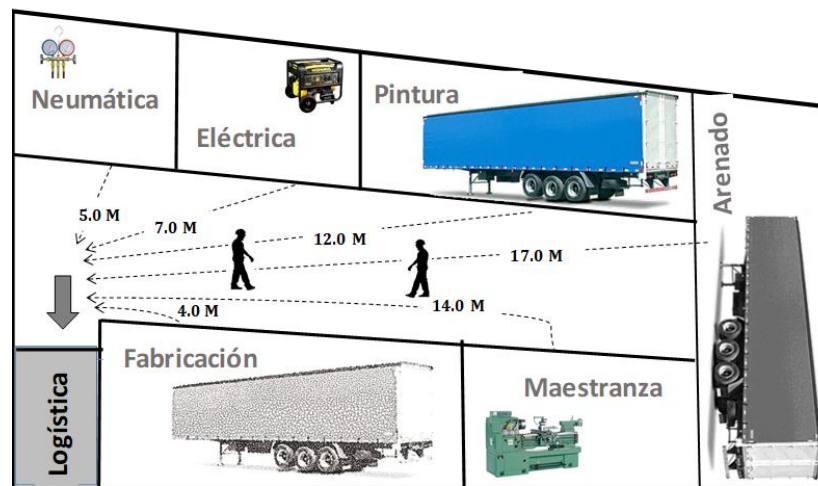 Neumática
Eléctrica
Pintura
Arenado
5.0 M
7.0 M
12.0 M
17.0 M
4.0 M
14.0 M
Logística
Fabricación
Maestranza